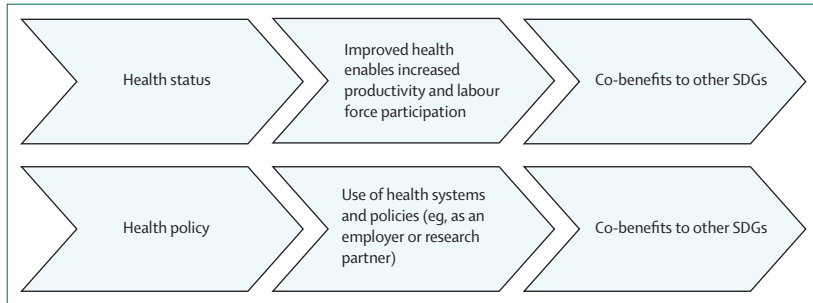 Health status
Improved health
enables increased
productivity and labour
force participation
Co-benefits to other SDGs
Health policy
Use of health systems
and policies (eg, as an
employer or research
partner)
Co-benefits to other SDGs